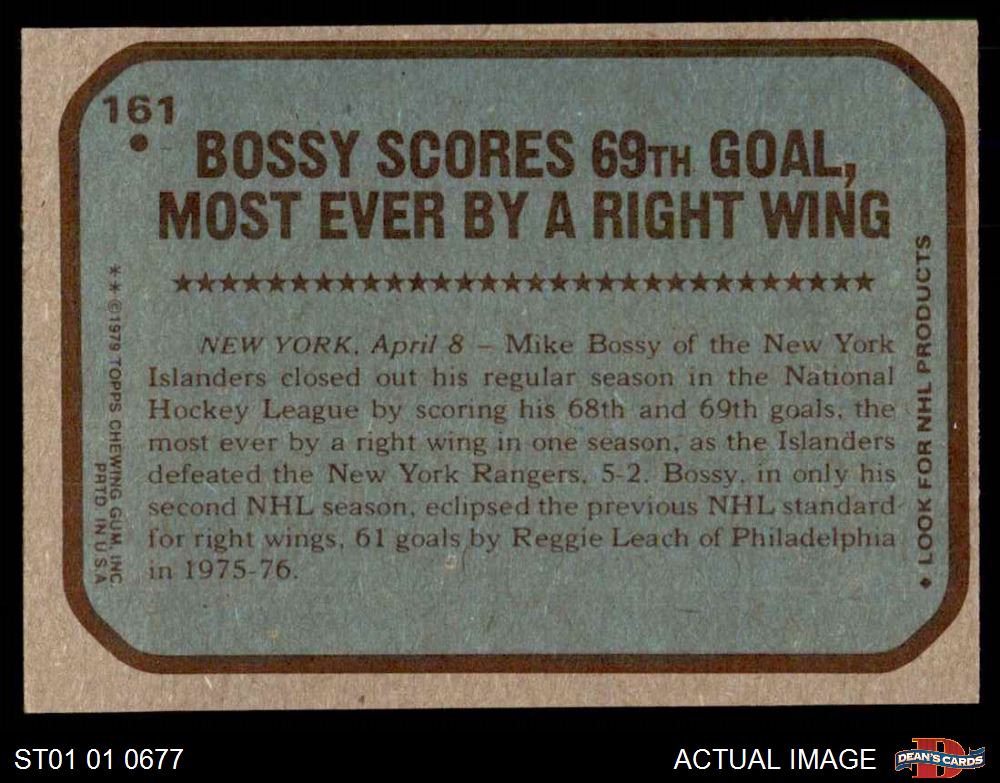 161
BOSSY SCORES 69TH GOAL,
MOST EVER BY A RIGHT WING
NEW YORK, April 8 – Mike Bossy of the New York
Islanders closed out his regular season in the National
Hockey League by scoring his 68th and 69th goals, the
most ever by a right wing in one season, as the Islanders
defeated the New York Rangers, 5-2. Bossy, in only his
second NHL season, eclipsed the previous NHL standard
for right wings, 61 goals by Reggie Leach of Philadelphia
in 1975-76.
**©1979 TOPPS CHEWING GUM, INC.
PRTD. IN U.S.A.
♦ LOOK FOR NHL PRODUCTS
ST01 01 0677
ACTUAL IMAGE
D
DEAN'S CARDS